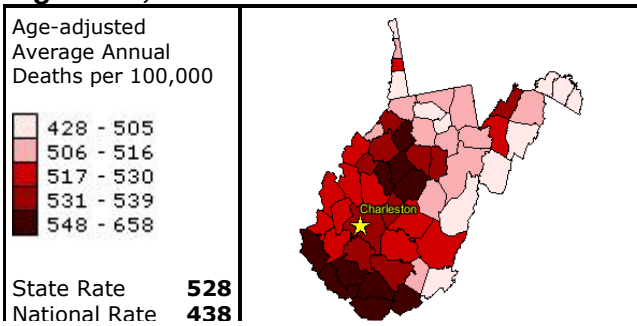 Age-adjusted
Average Annual
Deaths per 100,000
428 - 505
506 - 516
517 - 530
531 - 539
548 - 658
Charleston
State Rate 528
National Rate 438